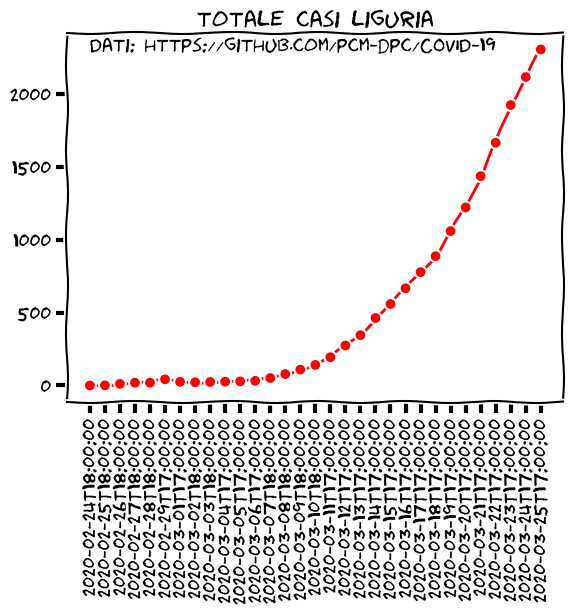 TOTALE CASI LIGURIA
DATI: HTTPS://GITHUB.COM/PCM-DPC/COVID-19
2000
1500
1000
500
0
2020-02-24T18:00:00
2020-02-25T18:00:00
2020-02-26T18:00:00
2020-02-27T18:00:00
2020-02-28T18:00:00
2020-02-29T17:00:00
2020-03-01T17:00:00
2020-03-02T18:00:00
2020-03-03T18:00:00
2020-03-04T17:00:00
2020-03-05T17:00:00
2020-03-06T17:00:00
2020-03-07T18:00:00
2020-03-08T18:00:00
2020-03-09T18:00:00
2020-03-10T18:00:00
2020-03-11T17:00:00
2020-03-12T17:00:00
2020-03-13T17:00:00
2020-03-14T17:00:00
2020-03-15T17:00:00
2020-03-16T17:00:00
2020-03-17T17:00:00
2020-03-18T17:00:00
2020-03-19T17:00:00
2020-03-20T17:00:00
2020-03-21T17:00:00
2020-03-22T17:00:00
2020-03-23T17:00:00
2020-03-24T17:00:00
2020-03-25T17:00:00